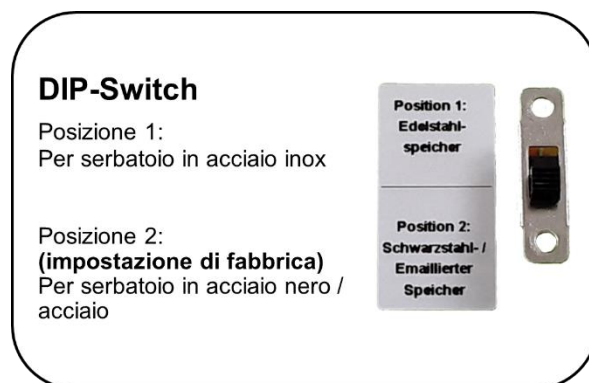 DIP-Switch
Posizione 1:
Per serbatoio in acciaio inox
Posizione 2:
(impostazione di fabbrica)
Per serbatoio in acciaio nero /
acciaio
Position 1:
Edelstahl-
speicher
Position 2:
Schwarzstahl- /
Emaillierter
Speicher